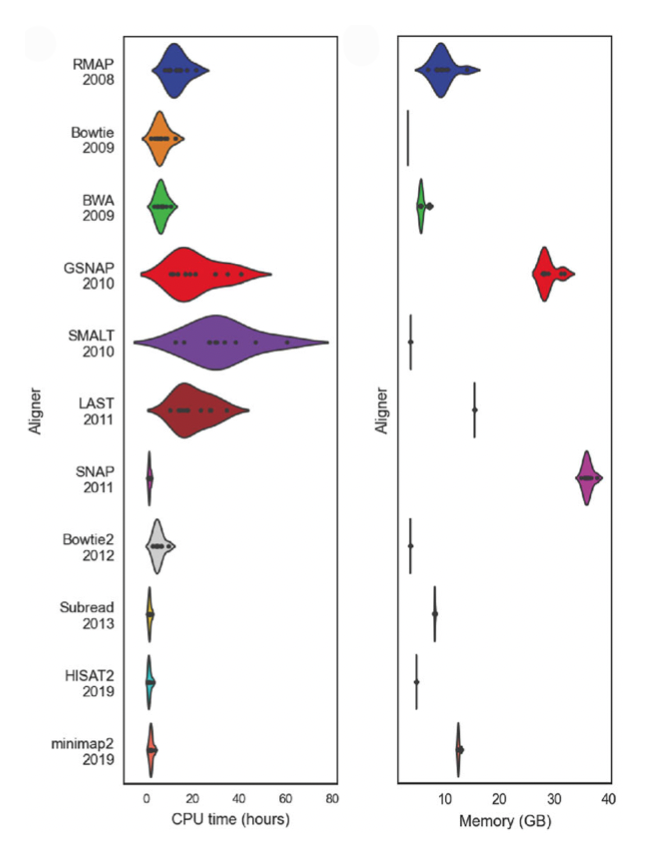 RMAP
2008
Bowtie
2009
BWA
2009
GSNAP
2010
SMALT
2010
LAST
2011
SNAP
2011
Bowtie2
2012
Subread
2013
HISAT2
2019
minimap2
2019
Aligner
0 20 40 60 80
CPU time (hours)
Aligner
10 20 30 40
Memory (GB)